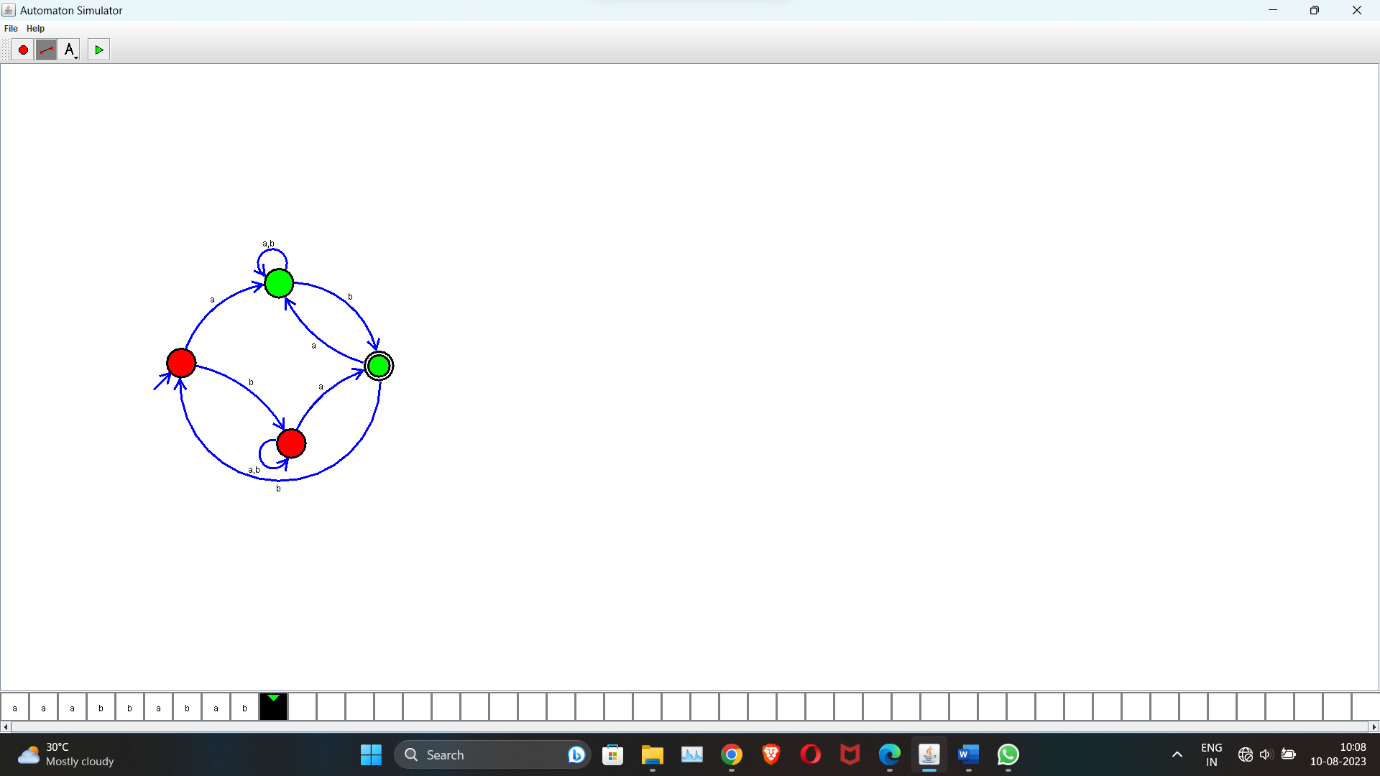 Automaton Simulator
File Help
A
a,b
a
b
a
b
a
a,b
b
a a a b b a b a b
30°C
Mostly cloudy
Search
ENG
IN
10:08
10-08-2023